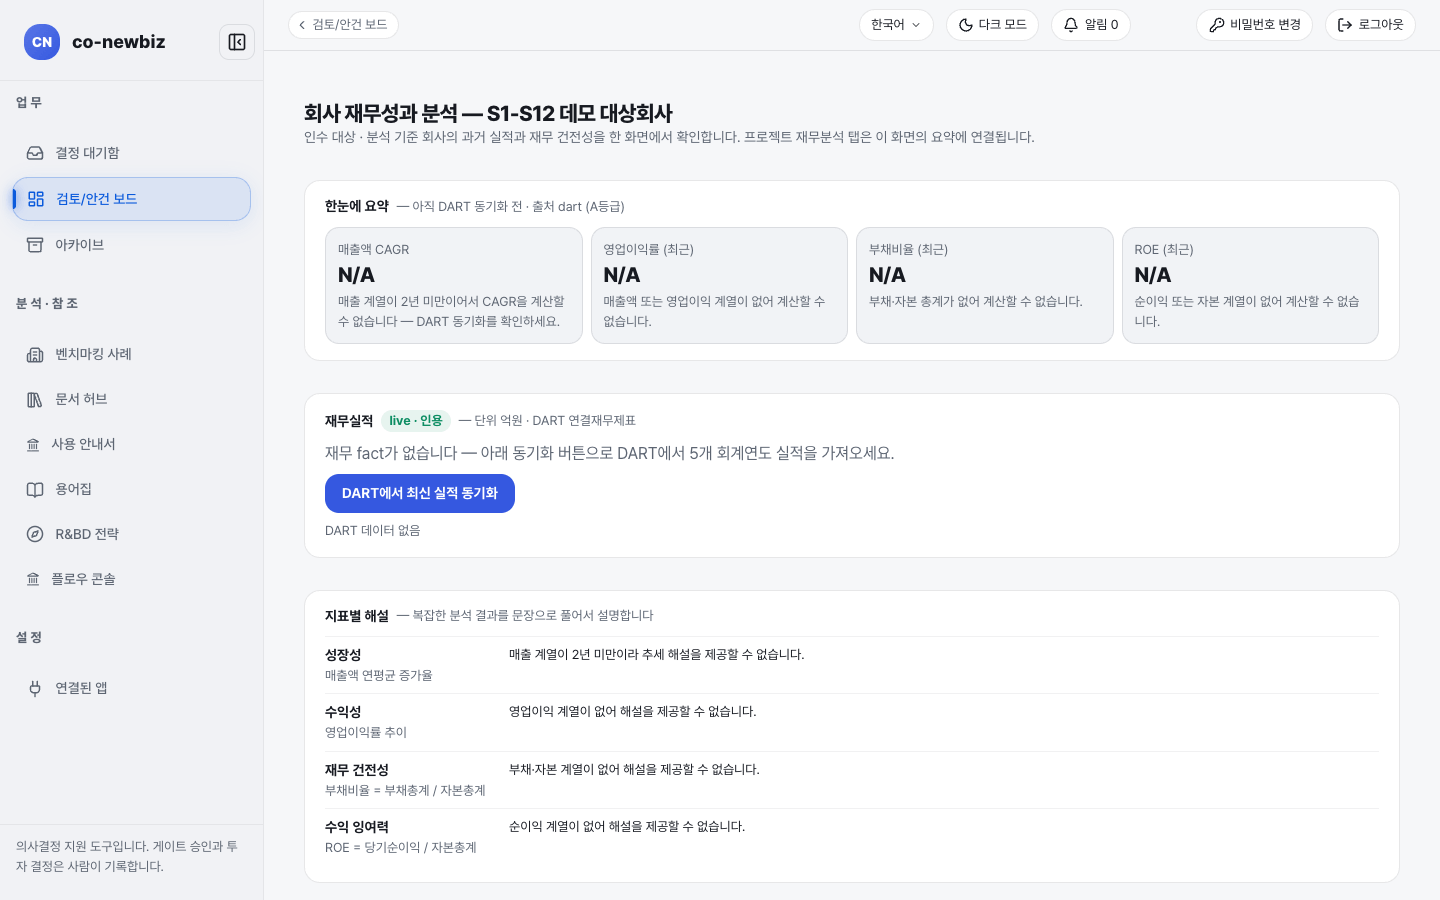 CN
co-newbiz
검토/안건 보드
한국어
다크 모드
알림 0
비밀번호 변경
로그아웃
업무
결정 대기함
검토/안건 보드
아카이브
분석·참조
벤치마킹 사례
문서 허브
사용 안내서
용어집
R&BD 전략
플로우 콘솔
설정
연결된 앱
의사결정 지원 도구입니다. 게이트 승인과 투
자 결정은 사람이 기록합니다.
회사 재무성과 분석 — S1-S12 데모 대상회사
인수 대상 · 분석 기준 회사의 과거 실적과 재무 건전성을 한 화면에서 확인합니다. 프로젝트 재무분석 탭은 이 화면의 요약에 연결됩니다.
한눈에 요약 — 아직 DART 동기화 전 · 출처 dart (A등급)
매출액 CAGR
N/A
매출 계열이 2년 미만이어서 CAGR을 계산할
수 없습니다 — DART 동기화를 확인하세요.
영업이익률 (최근)
N/A
매출액 또는 영업이익 계열이 없어 계산할 수
없습니다.
부채비율 (최근)
N/A
부채·자본 총계가 없어 계산할 수 없습니다.
ROE (최근)
N/A
순이익 또는 자본 계열이 없어 계산할 수 없습
니다.
재무실적 live · 인용 — 단위 억원 · DART 연결재무제표
재무 fact가 없습니다 — 아래 동기화 버튼으로 DART에서 5개 회계연도 실적을 가져오세요.
DART에서 최신 실적 동기화
DART 데이터 없음
지표별 해설 — 복잡한 분석 결과를 문장으로 풀어서 설명합니다
성장성
매출액 연평균 증가율
매출 계열이 2년 미만이라 추세 해설을 제공할 수 없습니다.
수익성
영업이익률 추이
영업이익 계열이 없어 해설을 제공할 수 없습니다.
재무 건전성
부채비율 = 부채총계 / 자본총계
부채·자본 계열이 없어 해설을 제공할 수 없습니다.
수익 잉여력
ROE = 당기순이익 / 자본총계
순이익 계열이 없어 해설을 제공할 수 없습니다.